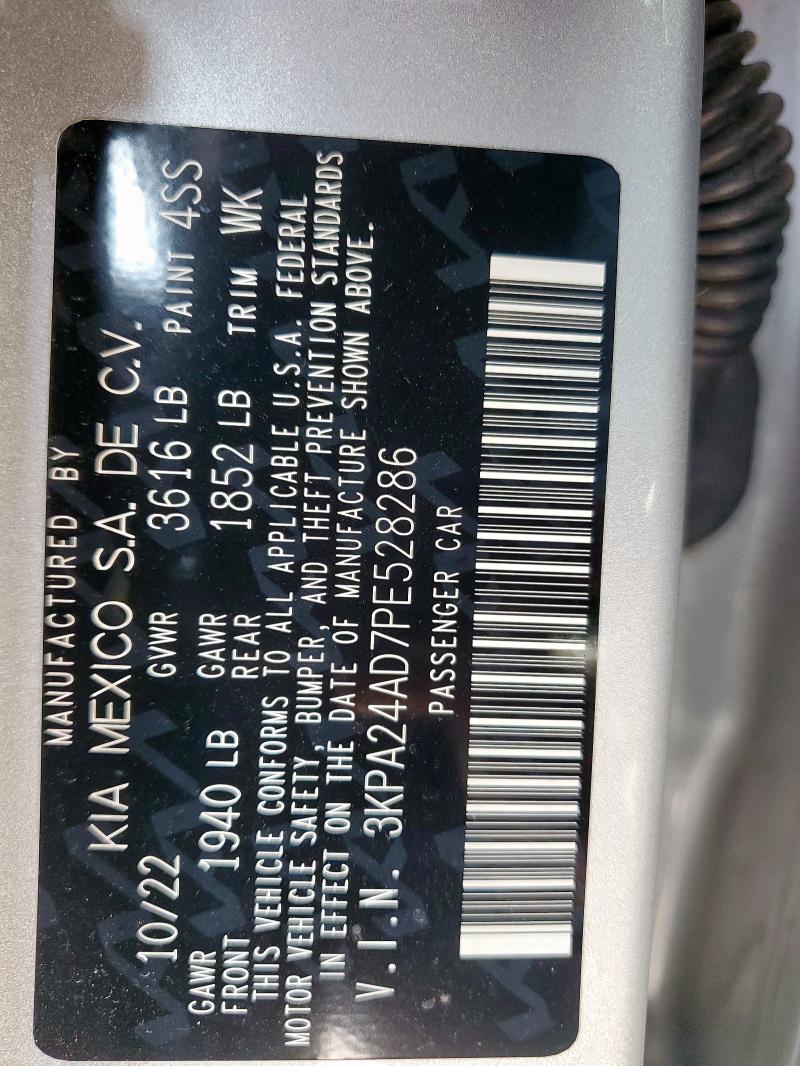 MANUFACTURED BY
KIA MEXICO S.A. DE C.V.
10/22 GVWR 3616 LB PAINT 4SS
GAWR FRONT 1940 LB GAWR REAR 1852 LB TRIM WK
THIS VEHICLE CONFORMS TO ALL APPLICABLE U.S.A. FEDERAL
MOTOR VEHICLE SAFETY, BUMPER, AND THEFT PREVENTION STANDARDS
IN EFFECT ON THE DATE OF MANUFACTURE SHOWN ABOVE.
V.I.N. 3KPA24AD7PE528286
PASSENGER CAR